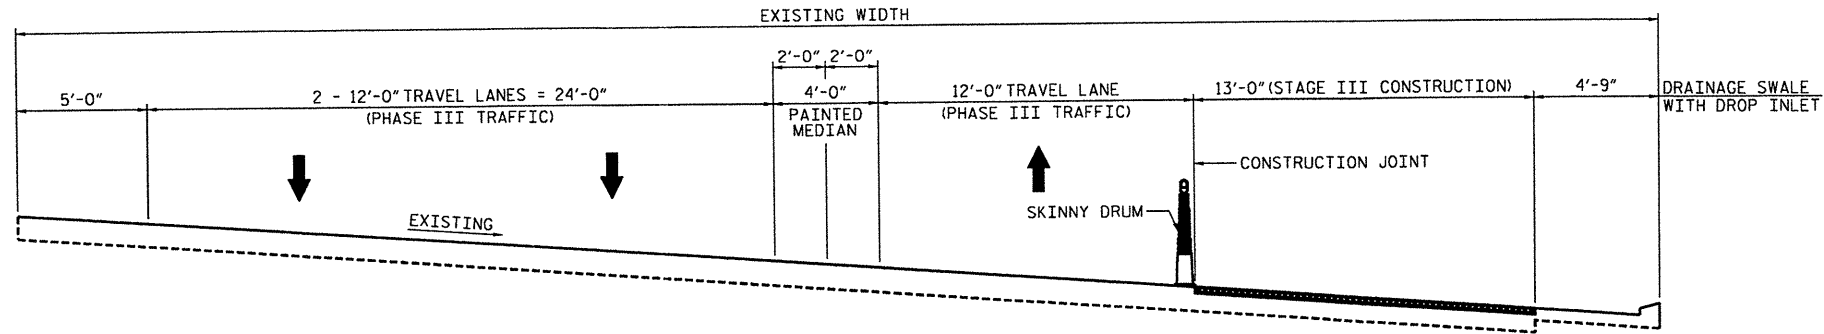 EXISTING WIDTH
2'-0" 2'-0"
5'-0"
2 - 12'-0" TRAVEL LANES = 24'-0"
(PHASE III TRAFFIC)
4'-0"
PAINTED
MEDIAN
12'-0" TRAVEL LANE
(PHASE III TRAFFIC)
13'-0" (STAGE III CONSTRUCTION)
4'-9"
DRAINAGE SWALE
WITH DROP INLET
CONSTRUCTION JOINT
SKINNY DRUM
EXISTING